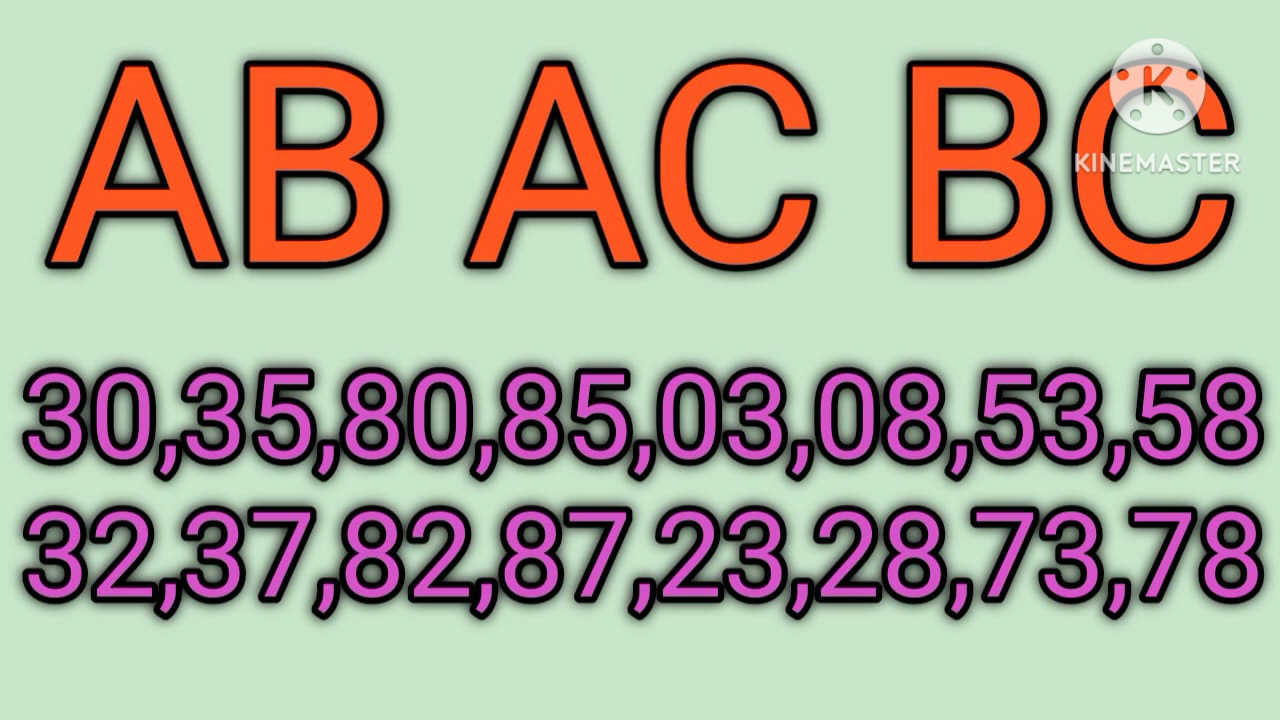 AB AC BC
K
KINEMASTER
30,35,80,85,03,08,53,58
32,37,82,87,23,28,73,78